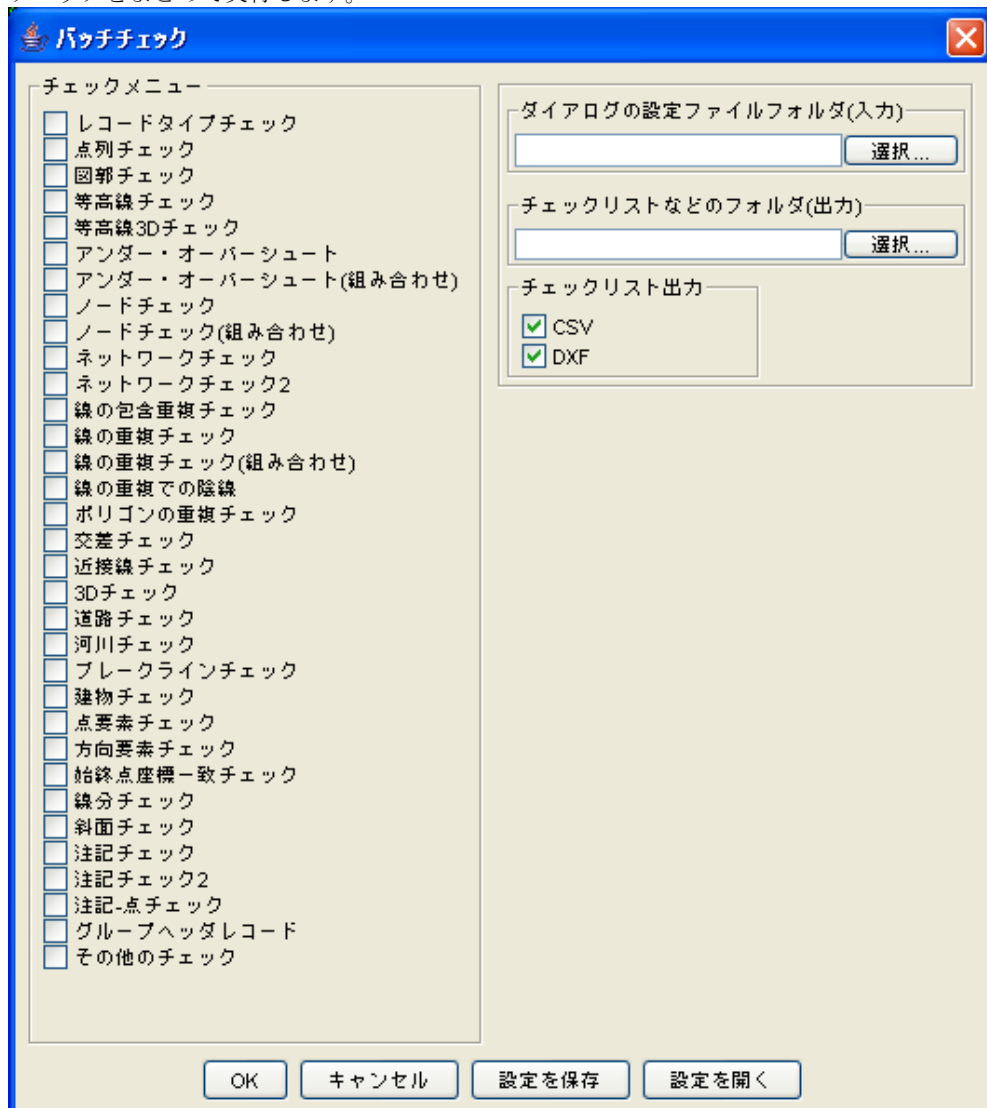 バッチチェック
チェックメニュー
レコードタイプチェック
点列チェック
図郭チェック
等高線チェック
等高線3Dチェック
アンダー・オーバーシュート
アンダー・オーバーシュート(組み合わせ)
ノードチェック
ノードチェック(組み合わせ)
ネットワークチェック
ネットワークチェック2
線の包含重複チェック
線の重複チェック
線の重複チェック(組み合わせ)
線の重複での陰線
ポリゴンの重複チェック
交差チェック
近接線チェック
3Dチェック
道路チェック
河川チェック
ブレークラインチェック
建物チェック
点要素チェック
方向要素チェック
始終点座標一致チェック
線分チェック
斜面チェック
注記チェック
注記チェック2
注記-点チェック
グループヘッダレコード
その他のチェック
ダイアログの設定ファイルフォルダ(入力)
選択...
チェックリストなどのフォルダ(出力)
選択...
チェックリスト出力
CSV
DXF
OK
キャンセル
設定を保存
設定を開く